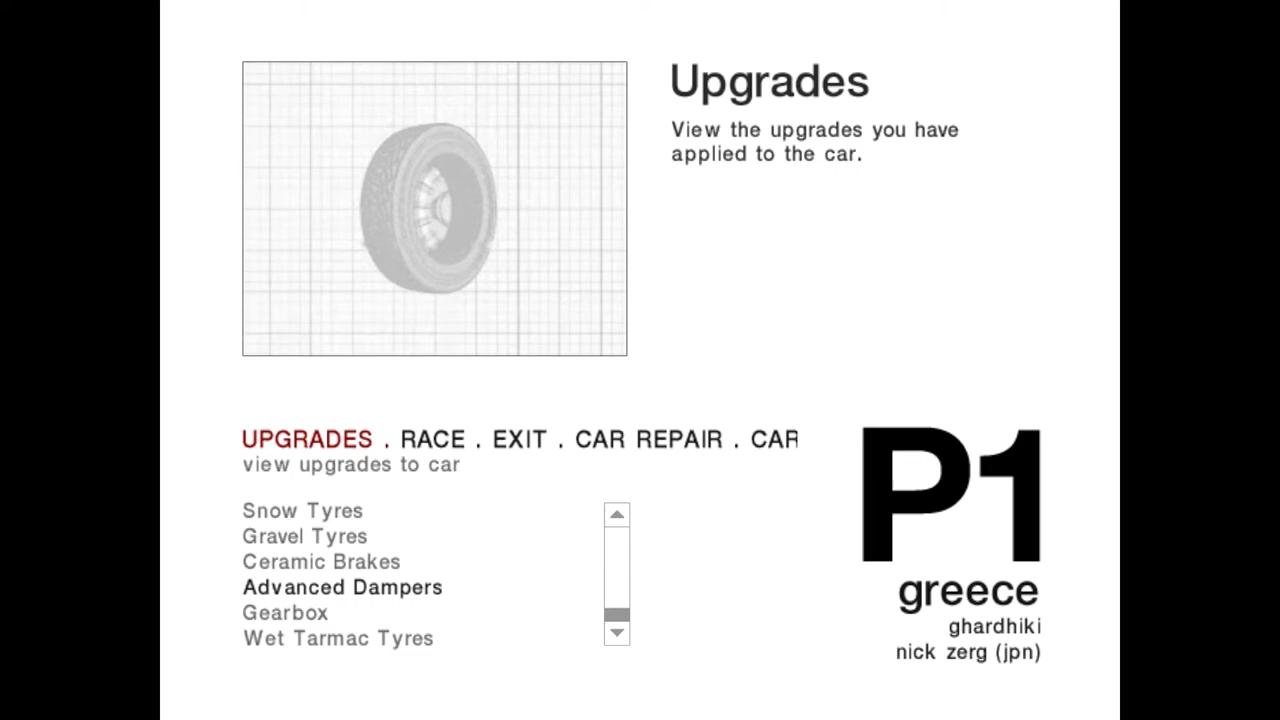 Upgrades
View the upgrades you have
applied to the car.
UPGRADES . RACE . EXIT . CAR REPAIR . CAR
view upgrades to car
Snow Tyres
Gravel Tyres
Ceramic Brakes
Advanced Dampers
Gearbox
Wet Tarmac Tyres
P1
greece
ghardhiki
nick zerg (jpn)